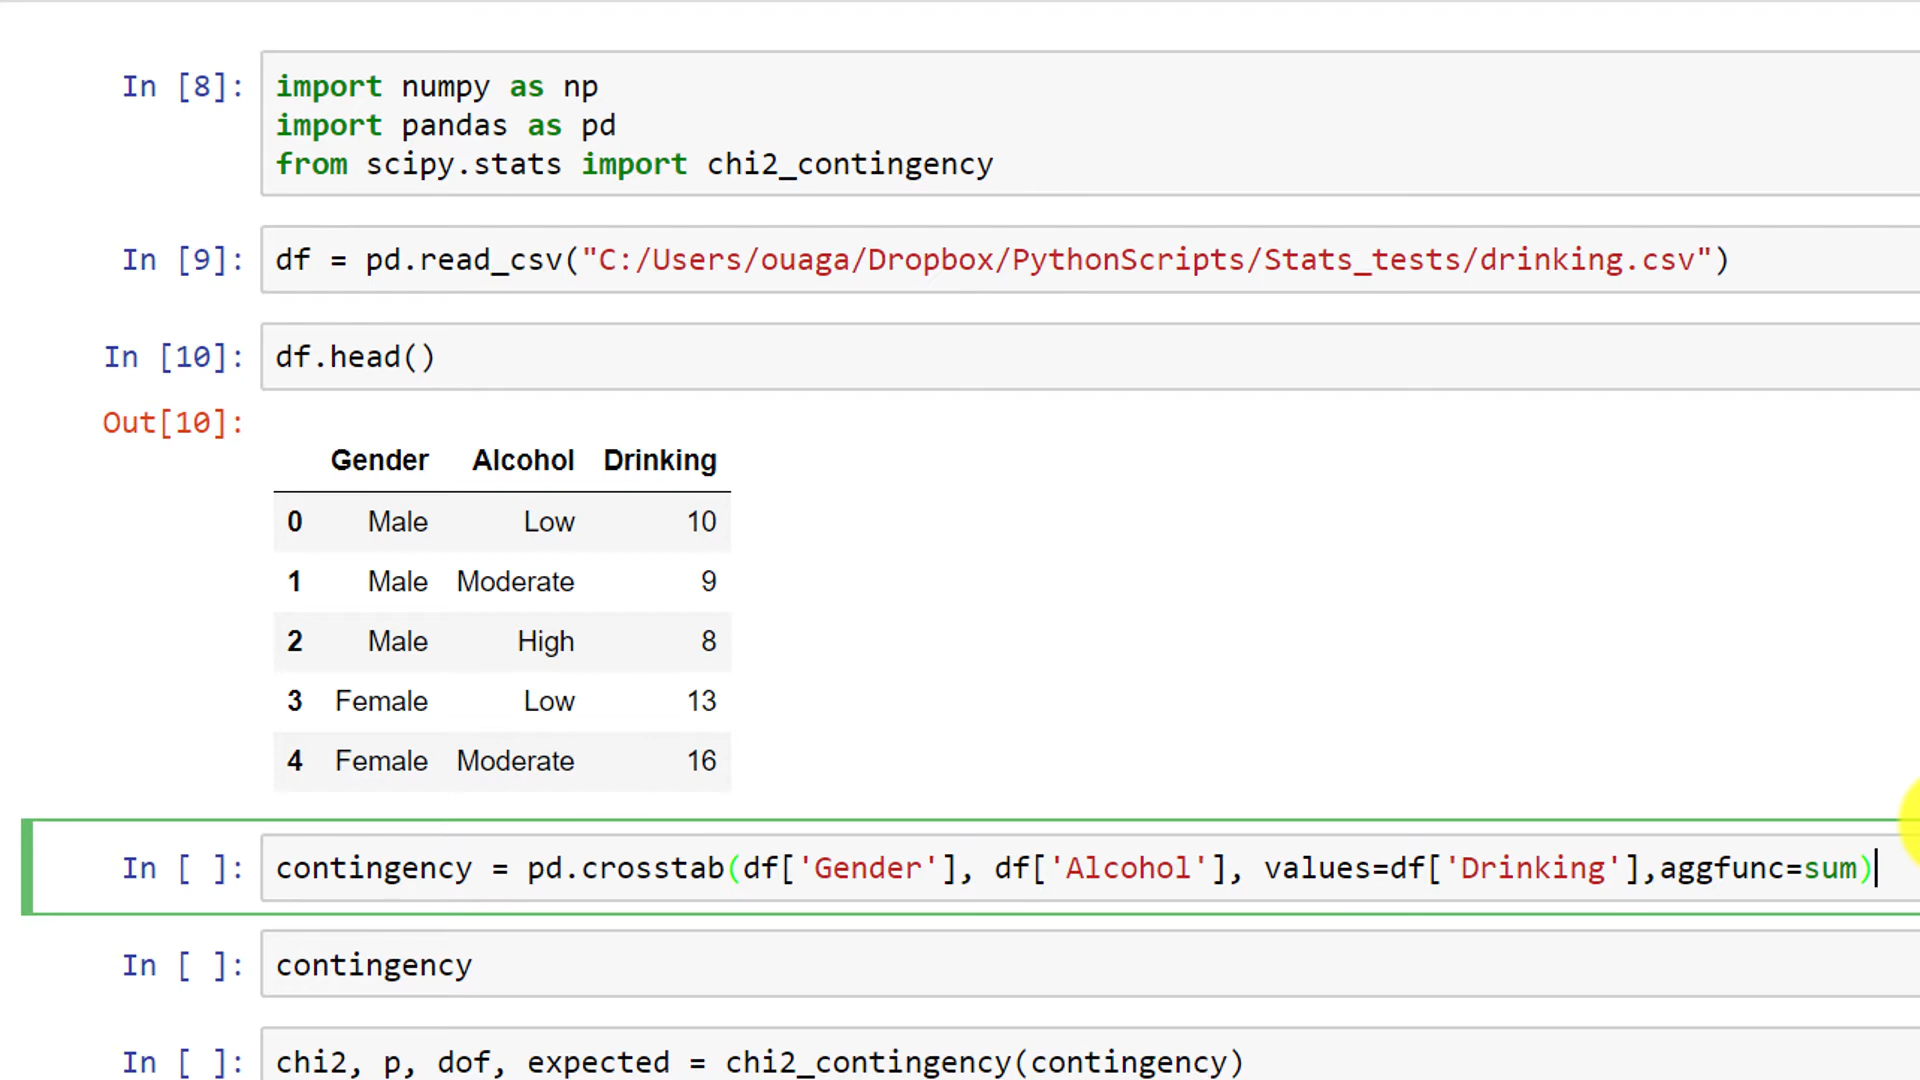 In [8]: import numpy as np
import pandas as pd
from scipy.stats import chi2_contingency
In [9]: df = pd.read_csv("C:/Users/ouaga/Dropbox/PythonScripts/Stats_tests/drinking.csv")
In [10]: df.head()
Out[10]:
Gender Alcohol Drinking
0 Male Low 10
1 Male Moderate 9
2 Male High 8
3 Female Low 13
4 Female Moderate 16
In [ ]: contingency = pd.crosstab(df['Gender'], df['Alcohol'], values=df['Drinking'],aggfunc=sum)
In [ ]: contingency
In [ ]: chi2, p, dof, expected = chi2_contingency(contingency)